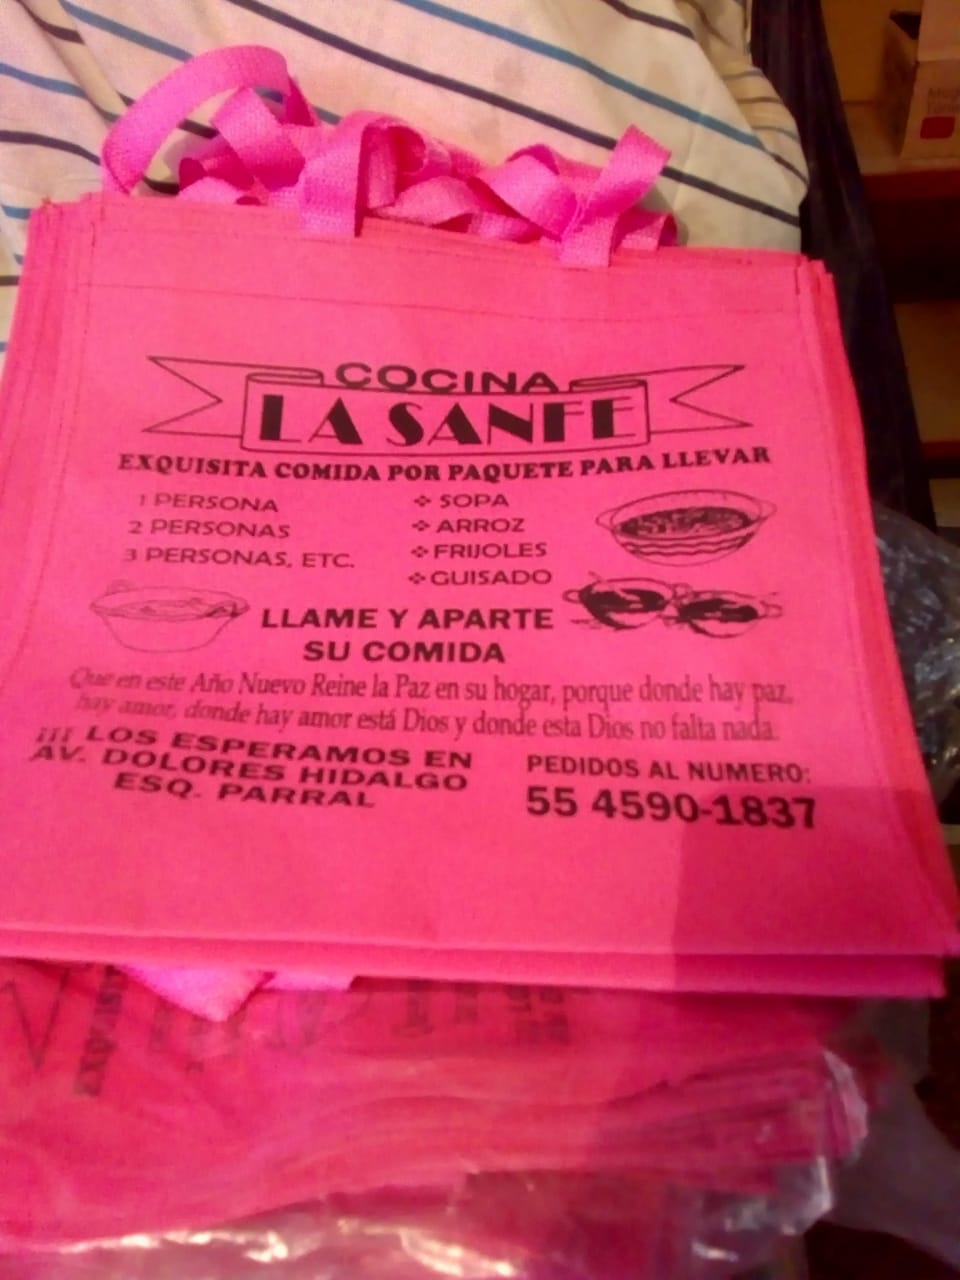 COCINA
LA SANFE
EXQUISITA COMIDA POR PAQUETE PARA LLEVAR
1 PERSONA
2 PERSONAS
3 PERSONAS, ETC.
❖ SOPA
❖ ARROZ
❖ FRIJOLES
❖ GUISADO
LLAME Y APARTE
SU COMIDA
Que en este Año Nuevo Reine la Paz en su hogar, porque donde hay paz,
hay amor, donde hay amor está Dios y donde esta Dios no falta nada.
¡¡¡ LOS ESPERAMOS EN
AV. DOLORES HIDALGO
ESQ. PARRAL
PEDIDOS AL NUMERO:
55 4590-1837